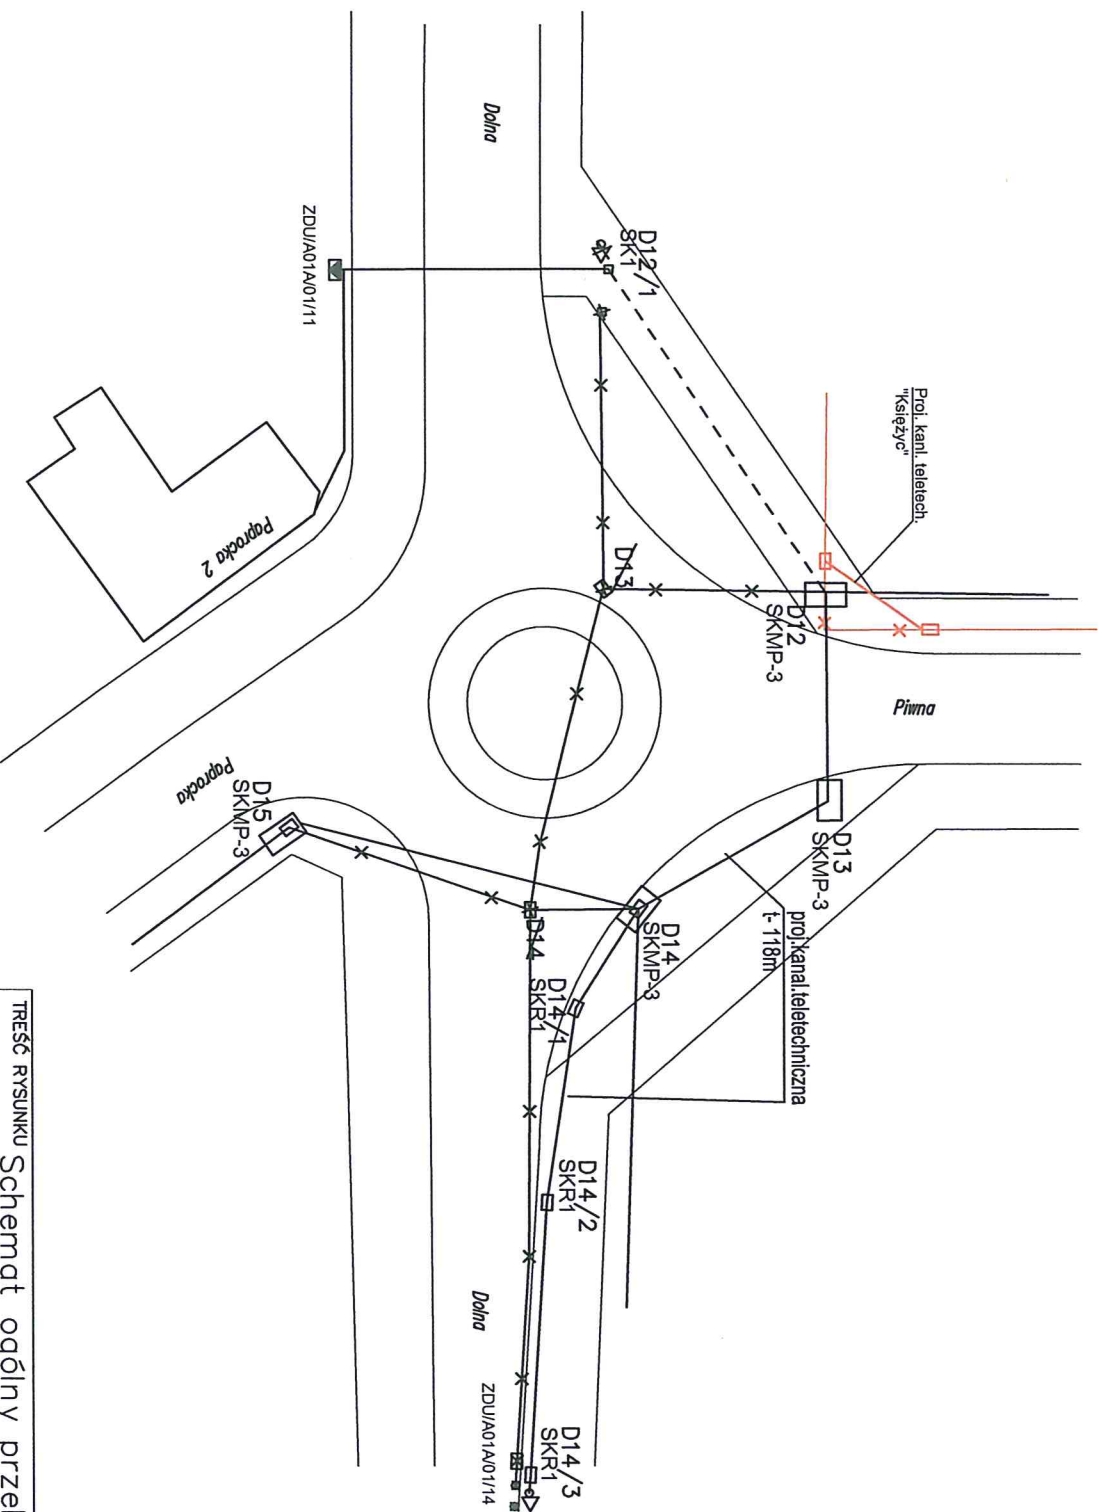 Dolna
ZDU/A01A/01/11
D12/1
SK1
Proj. kanl. teletech.
"Księżyc"
Paprocka 2
D13
D12
SKMP-3
Piwna
Paprocka
D15
SKMP-3
D13
SKMP-3
proj.kanal.teletechniczna
t- 118m
D14
SKMP-3
D14
D14/1
SKR1
D14/2
SKR1
Dolna
ZDU/A01A/01/14
D14/3
SKR1
TREŚĆ RYSUNKU Schemat ogólny